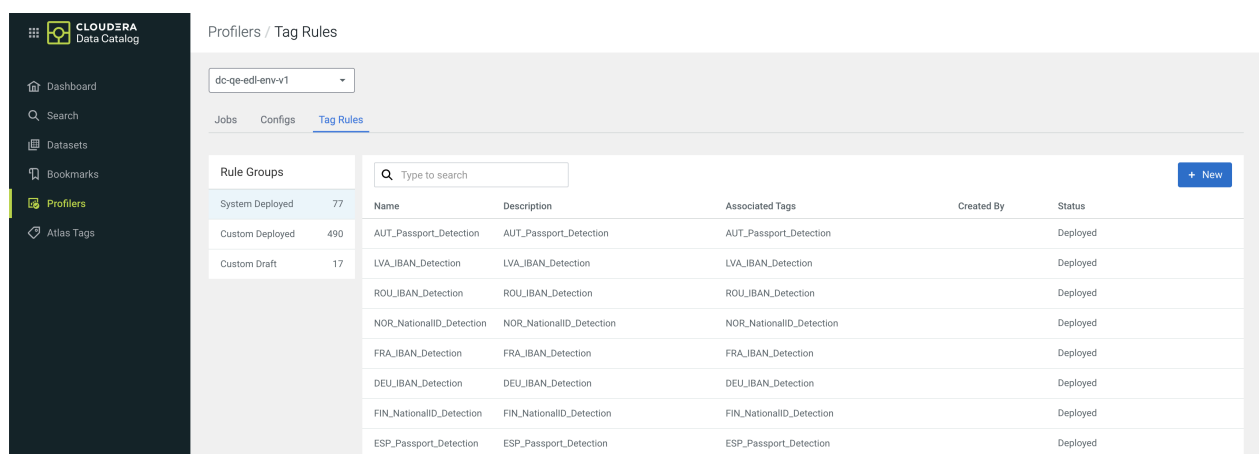 CLOUDERA
Data Catalog
Profilers / Tag Rules
Dashboard
Search
Datasets
Bookmarks
Profilers
Atlas Tags
dc-qe-edl-env-v1
Jobs Configs Tag Rules
Rule Groups
System Deployed 77
Custom Deployed 490
Custom Draft 17
Type to search
+ New
Name Description Associated Tags Created By Status
AUT_Passport_Detection AUT_Passport_Detection AUT_Passport_Detection Deployed
LVA_IBAN_Detection LVA_IBAN_Detection LVA_IBAN_Detection Deployed
ROU_IBAN_Detection ROU_IBAN_Detection ROU_IBAN_Detection Deployed
NOR_NationalID_Detection NOR_NationalID_Detection NOR_NationalID_Detection Deployed
FRA_IBAN_Detection FRA_IBAN_Detection FRA_IBAN_Detection Deployed
DEU_IBAN_Detection DEU_IBAN_Detection DEU_IBAN_Detection Deployed
FIN_NationalID_Detection FIN_NationalID_Detection FIN_NationalID_Detection Deployed
ESP_Passport_Detection ESP_Passport_Detection ESP_Passport_Detection Deployed